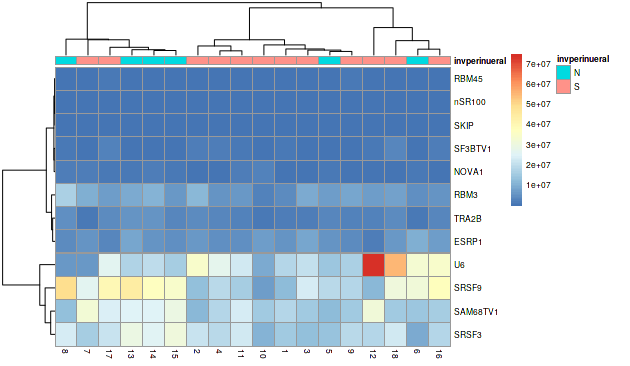 invperinueral
RBM45
nSR100
SKIP
SF3BTV1
NOVA1
RBM3
TRA2B
ESRP1
U6
SRSF9
SAM68TV1
SRSF3
8 7 17 13 14 15 2 4 11 10 1 3 5 9 12 18 6 16
7e+07
6e+07
5e+07
4e+07
3e+07
2e+07
1e+07
invperinueral
N
S